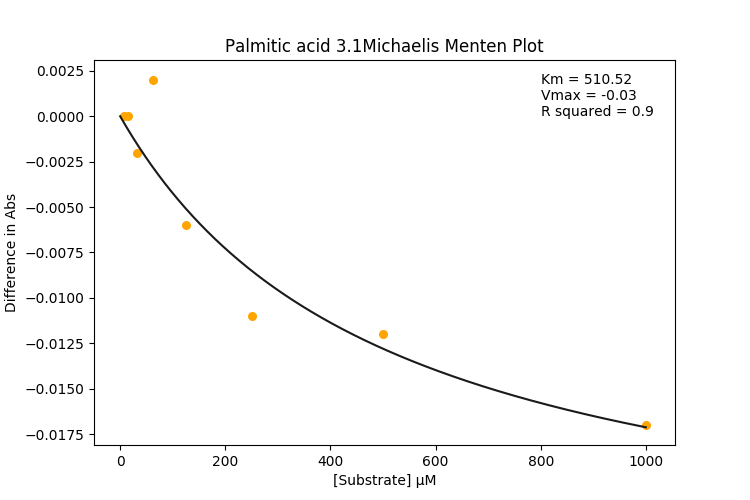 Palmitic acid 3.1Michaelis Menten Plot
Km = 510.52
Vmax = -0.03
R squared = 0.9
0.0025
0.0000
−0.0025
−0.0050
−0.0075
−0.0100
−0.0125
−0.0150
−0.0175
Difference in Abs
0 200 400 600 800 1000
[Substrate] μM